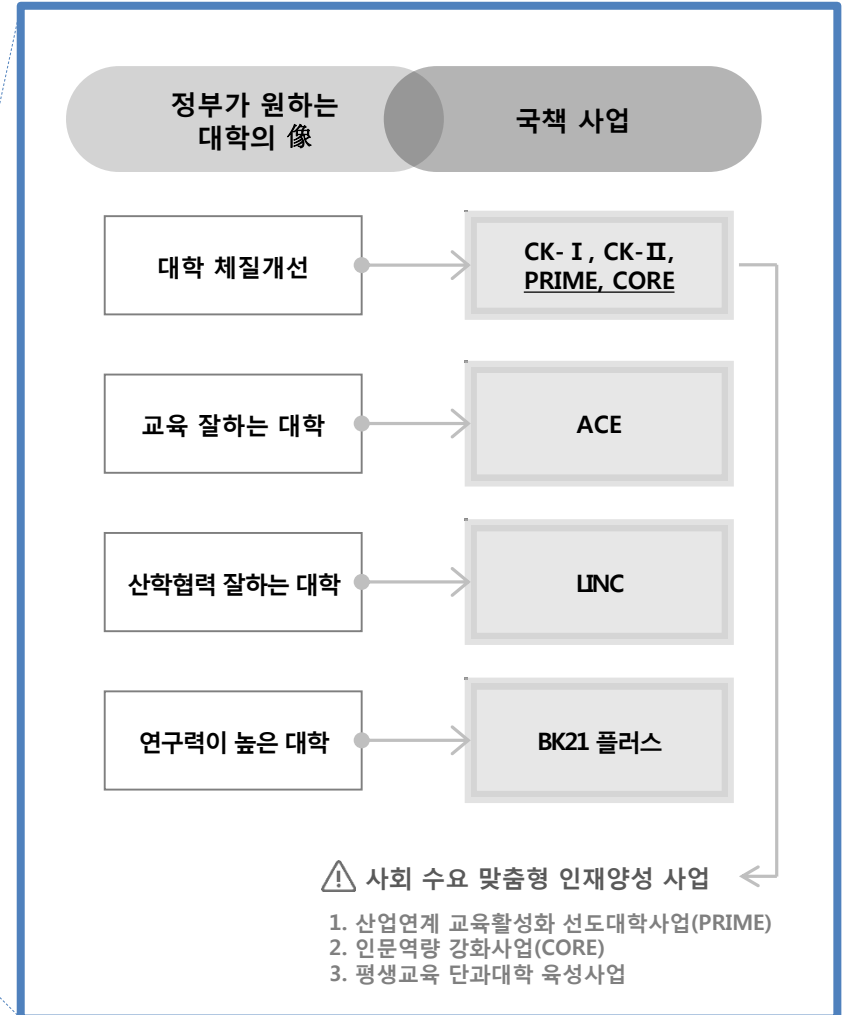 정부가 원하는
대학의 像
국책 사업
대학 체질개선
CK-Ⅰ, CK-Ⅱ,
PRIME, CORE
교육 잘하는 대학
ACE
산학협력 잘하는 대학
LINC
연구력이 높은 대학
BK21 플러스
사회 수요 맞춤형 인재양성 사업
1. 산업연계 교육활성화 선도대학사업(PRIME)
2. 인문역량 강화사업(CORE)
3. 평생교육 단과대학 육성사업